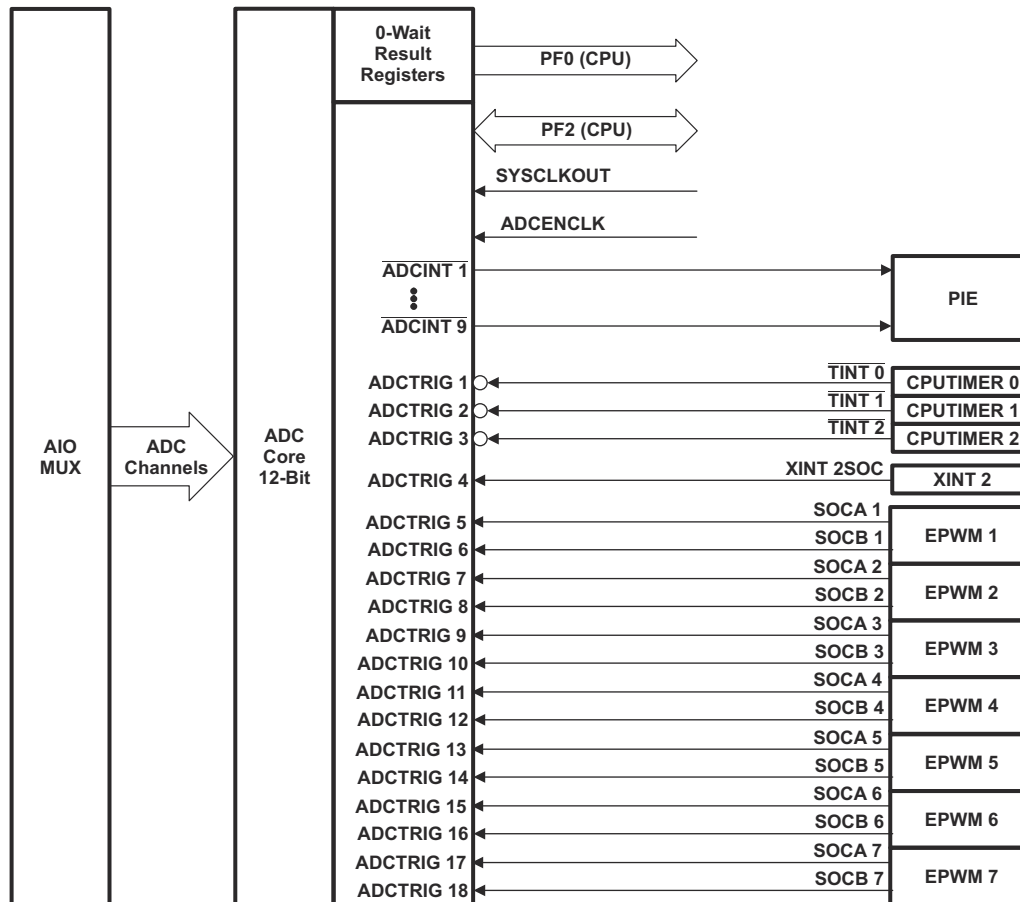 0-Wait
Result
Registers
PF0 (CPU)
PF2 (CPU)
SYSCLKOUT
ADCENCLK
ADCINT 1
ADCINT 9
PIE
ADCTRIG 1
TINT 0
CPUTIMER 0
ADCTRIG 2
TINT 1
CPUTIMER 1
ADCTRIG 3
TINT 2
CPUTIMER 2
AIO
MUX
ADC
Channels
ADC
Core
12-Bit
ADCTRIG 4
XINT 2SOC
XINT 2
ADCTRIG 5
SOCA 1
ADCTRIG 6
SOCB 1
EPWM 1
ADCTRIG 7
SOCA 2
ADCTRIG 8
SOCB 2
EPWM 2
ADCTRIG 9
SOCA 3
ADCTRIG 10
SOCB 3
EPWM 3
ADCTRIG 11
SOCA 4
ADCTRIG 12
SOCB 4
EPWM 4
ADCTRIG 13
SOCA 5
ADCTRIG 14
SOCB 5
EPWM 5
ADCTRIG 15
SOCA 6
ADCTRIG 16
SOCB 6
EPWM 6
ADCTRIG 17
SOCA 7
ADCTRIG 18
SOCB 7
EPWM 7